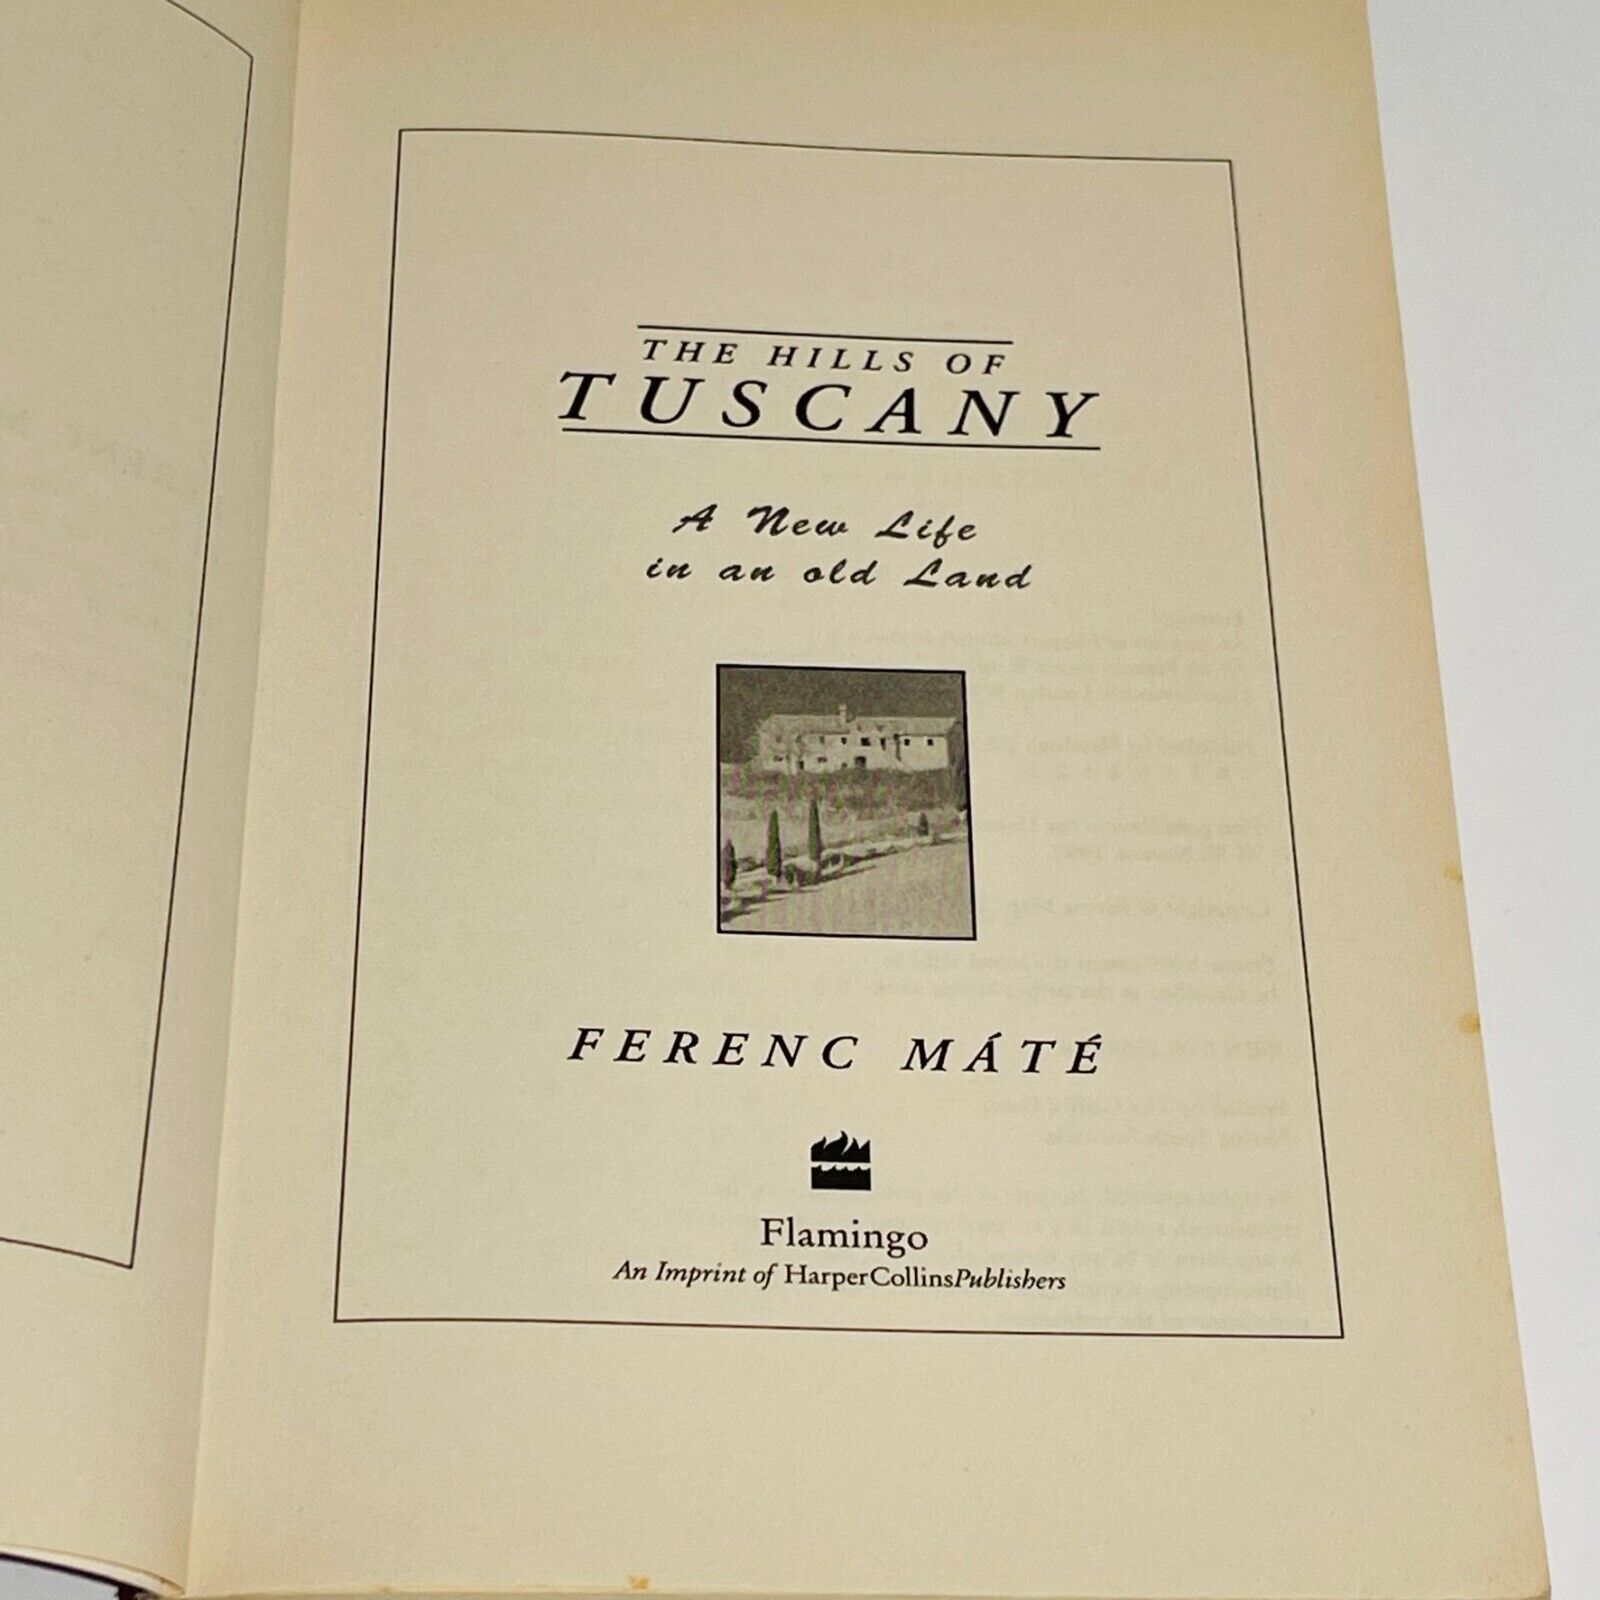 THE HILLS OF
TUSCANY
A New Life
in an old Land
FERENC MÁTÉ
Flamingo
An Imprint of HarperCollinsPublishers